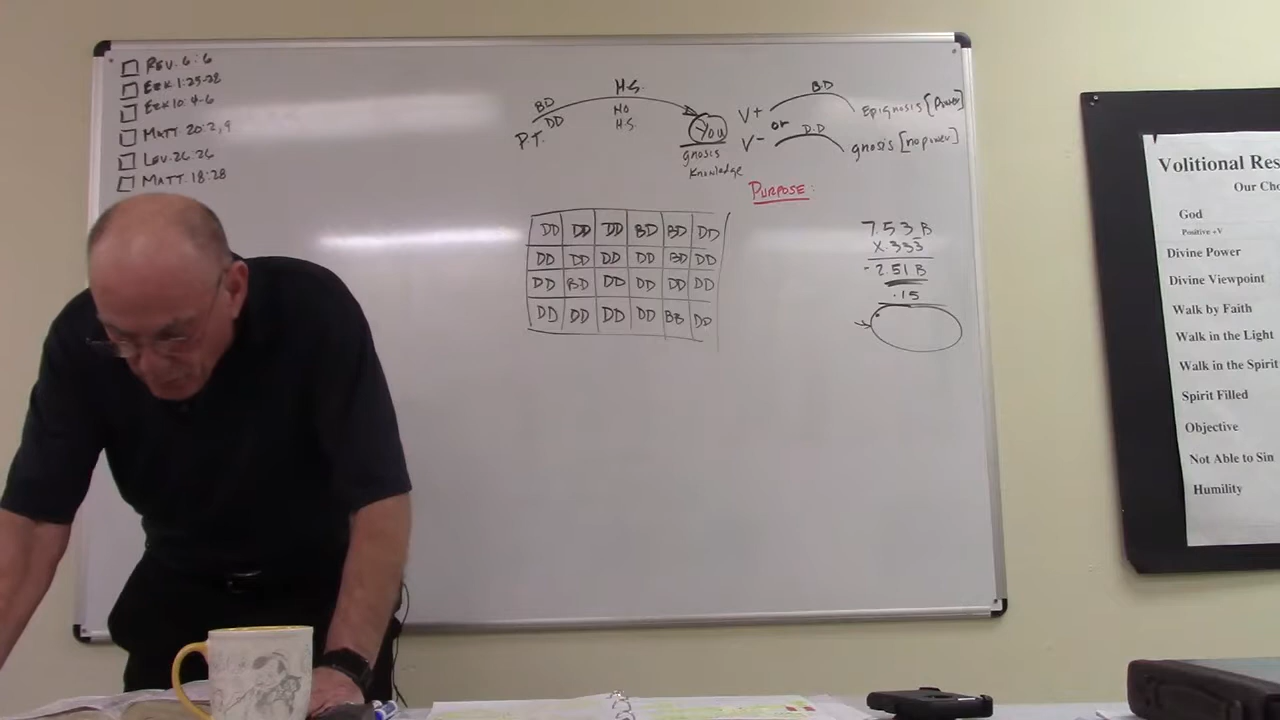 REV. 6:6
EZK 1:25-28
EZK 10:4-6
MATT 20:2,9
LEV. 26:26
MATT. 18:28
H.S.
BD
DD
NO
H.S.
P.T.
You
gnosis
Knowledge
V+
or
V-
BD
D.D
Epignosis [Power]
gnosis [no power]
PURPOSE:
DD DD DD BD BD DD
DD DD DD DD BD DD
DD BD DD DD DD DD
DD DD DD DD BB DD
7.53 B
X.333
- 2.51 B
.15
Volitional Res
Our Cho
God
Positive +V
Divine Power
Divine Viewpoint
Walk by Faith
Walk in the Light
Walk in the Spirit
Spirit Filled
Objective
Not Able to Sin
Humility